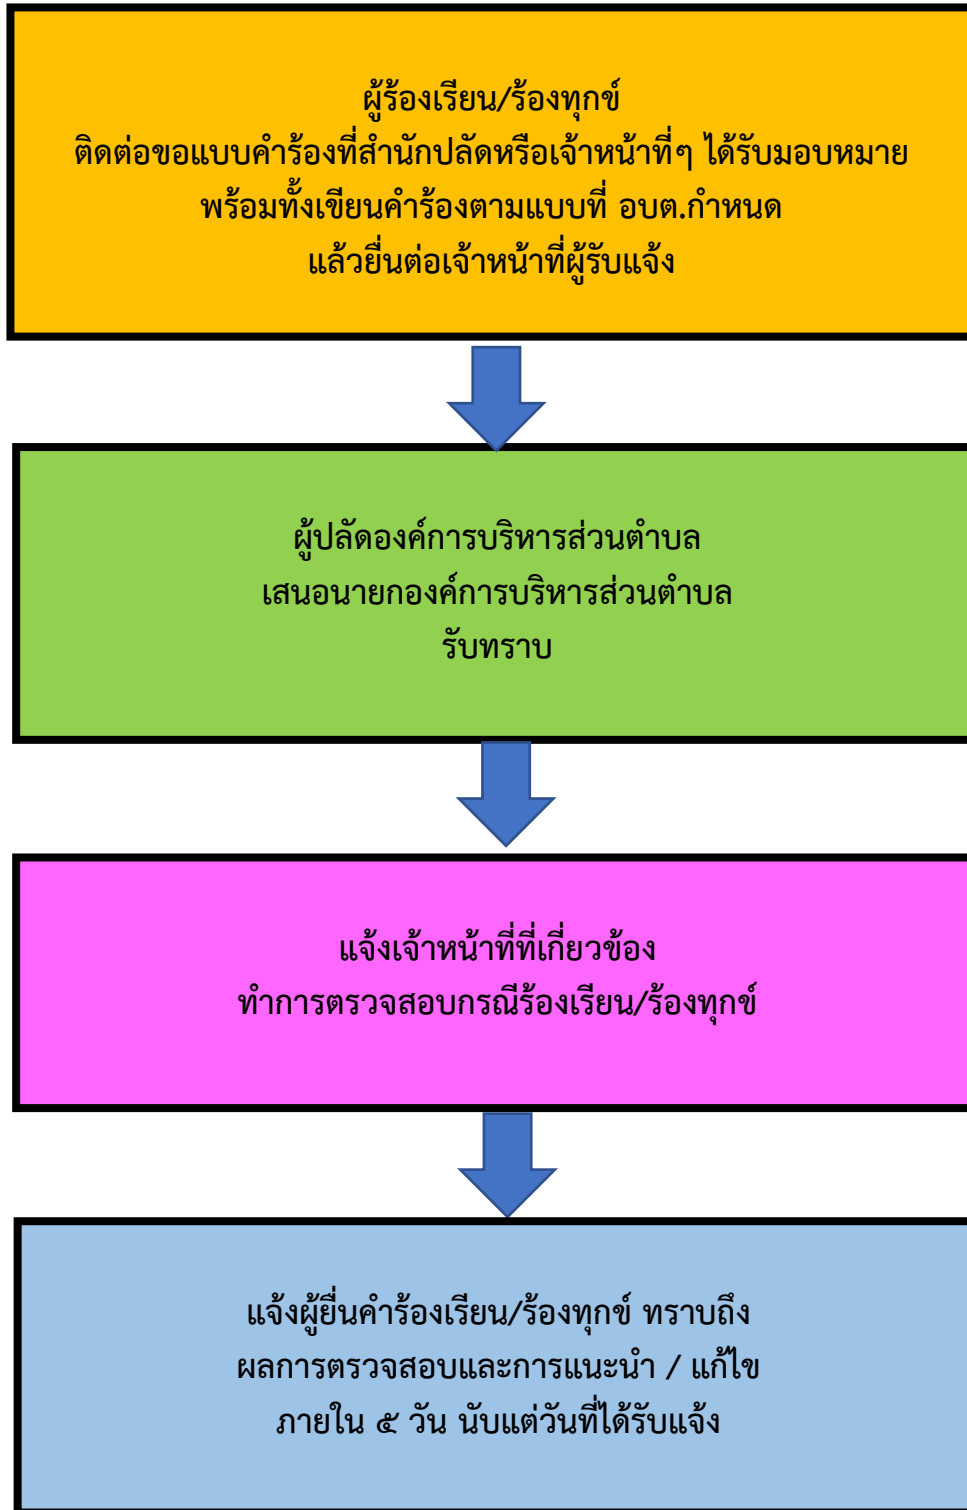 ผู้ร้องเรียน/ร้องทุกข์
ติดต่อขอแบบคำร้องที่สำนักปลัดหรือเจ้าหน้าที่ๆ ได้รับมอบหมาย
พร้อมทั้งเขียนคำร้องตามแบบที่ อบต.กำหนด
แล้วยื่นต่อเจ้าหน้าที่ผู้รับแจ้ง
ผู้ปลัดองค์การบริหารส่วนตำบล
เสนอนายกองค์การบริหารส่วนตำบล
รับทราบ
แจ้งเจ้าหน้าที่ที่เกี่ยวข้อง
ทำการตรวจสอบกรณีร้องเรียน/ร้องทุกข์
แจ้งผู้ยื่นคำร้องเรียน/ร้องทุกข์ ทราบถึง
ผลการตรวจสอบและการแนะนำ / แก้ไข
ภายใน ๕ วัน นับแต่วันที่ได้รับแจ้ง